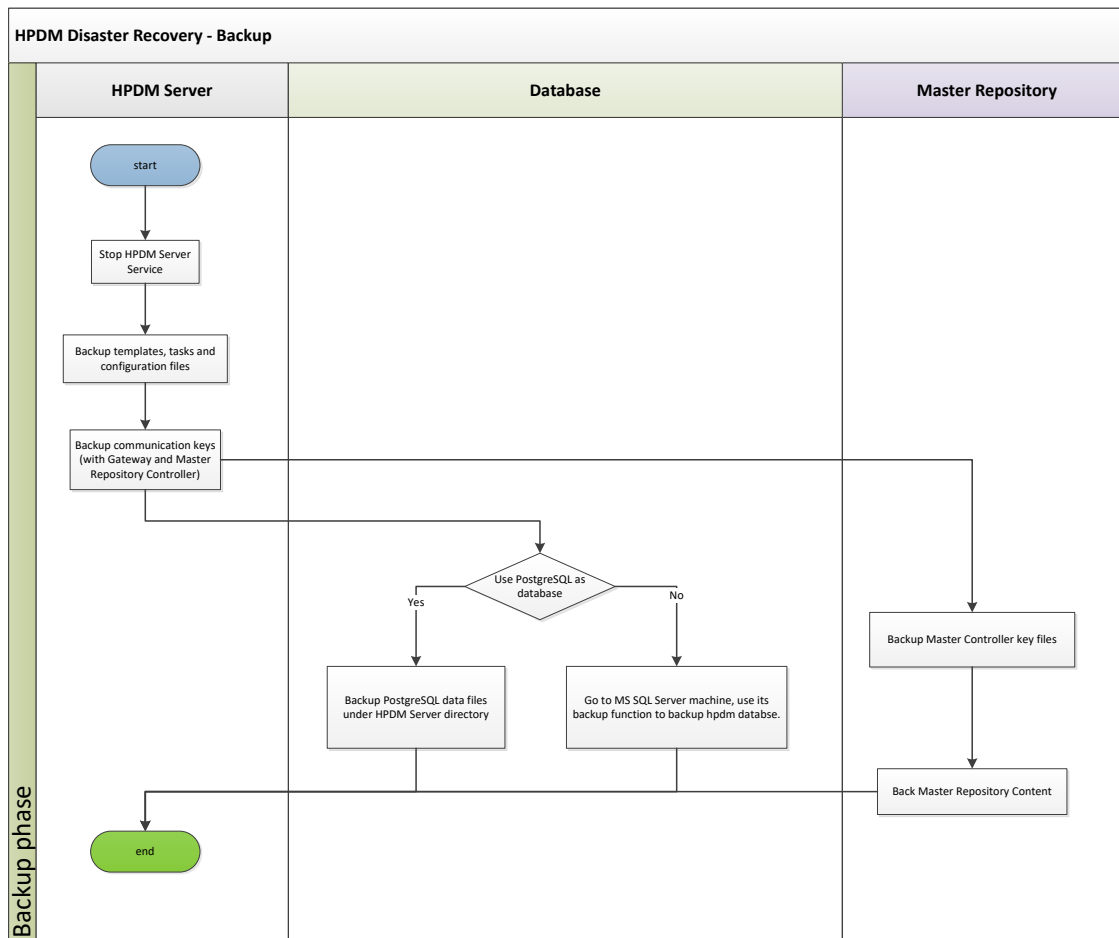 HPDM Disaster Recovery - Backup
HPDM Server
Database
Master Repository
start
Stop HPDM Server
Service
Backup templates, tasks and
configuration files
Backup communication keys
(with Gateway and Master
Repository Controller)
Use PostgreSQL as
database
Yes
No
Backup Master Controller key files
Backup PostgreSQL data files
under HPDM Server directory
Go to MS SQL Server machine, use its
backup function to backup hpdm databse.
Back Master Repository Content
end
Backup phase